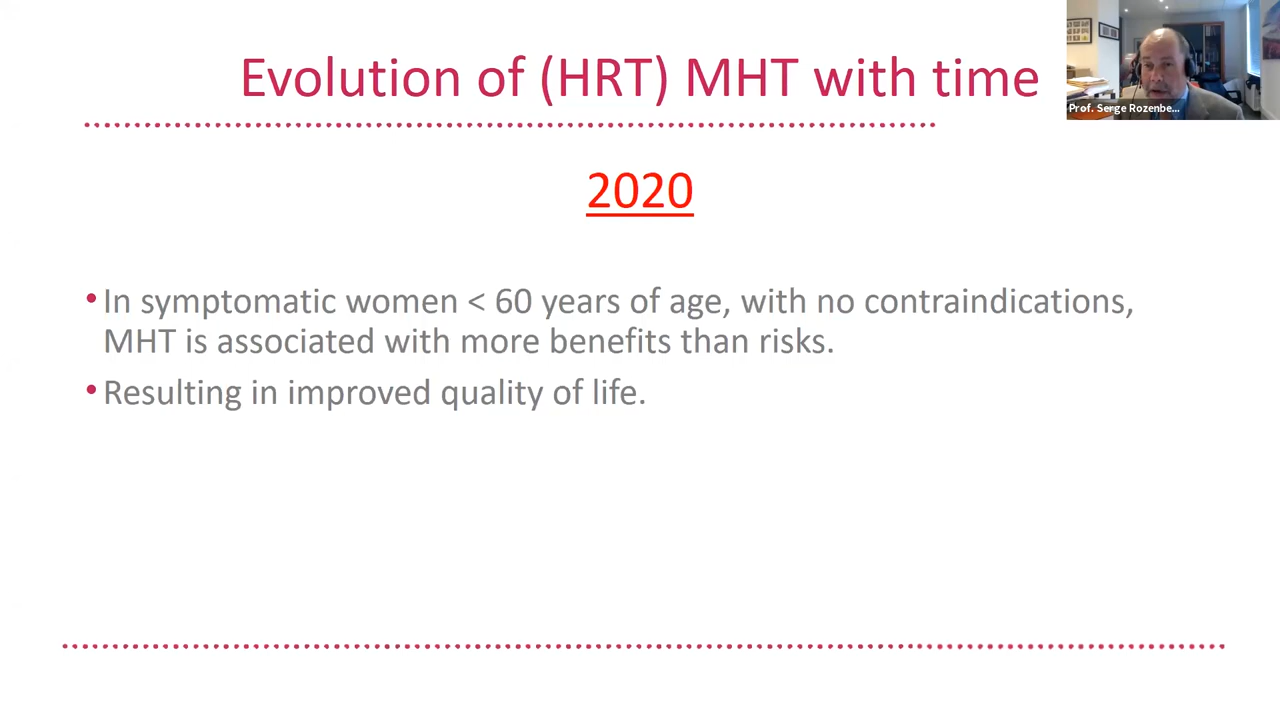 Evolution of (HRT) MHT with time
Prof. Serge Rozenbe...
2020
• In symptomatic women < 60 years of age, with no contraindications,
MHT is associated with more benefits than risks.
• Resulting in improved quality of life.